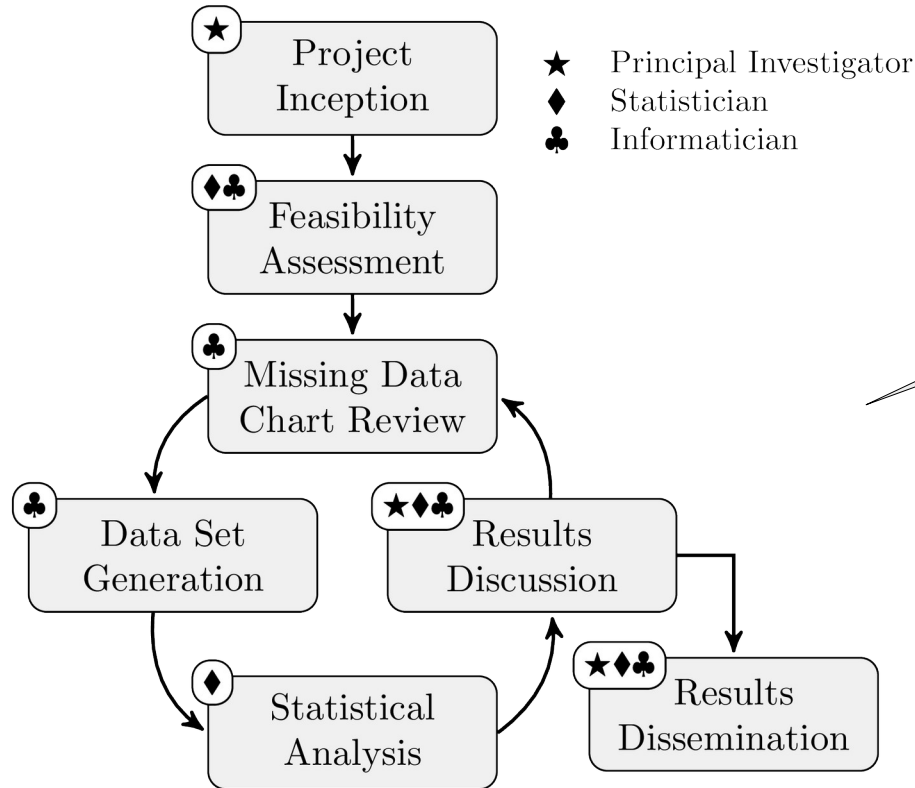 Project
Inception
★ Principal Investigator
♦ Statistician
♣ Informatician
Feasibility
Assessment
Missing Data
Chart Review
Data Set
Generation
Results
Discussion
Statistical
Analysis
Results
Dissemination